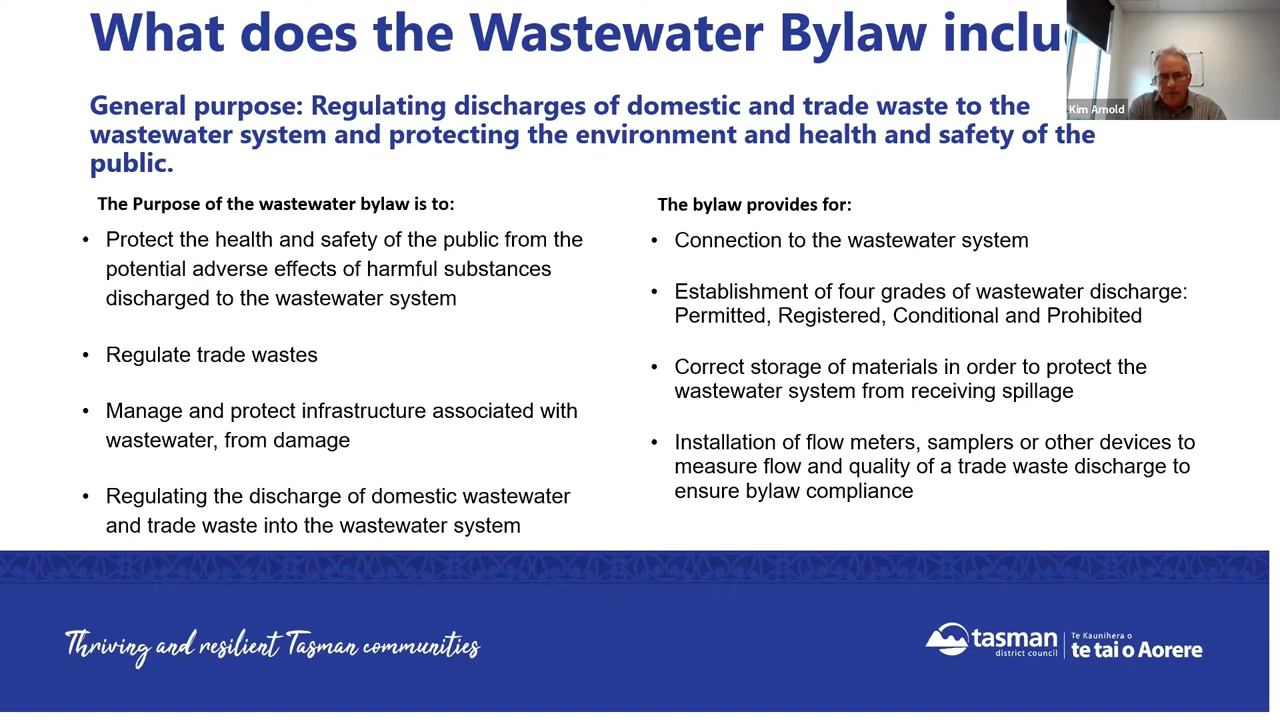 What does the Wastewater Bylaw inclu
Kim Arnold
General purpose: Regulating discharges of domestic and trade waste to the
wastewater system and protecting the environment and health and safety of the
public.
The Purpose of the wastewater bylaw is to:
• Protect the health and safety of the public from the
potential adverse effects of harmful substances
discharged to the wastewater system
• Regulate trade wastes
• Manage and protect infrastructure associated with
wastewater, from damage
• Regulating the discharge of domestic wastewater
and trade waste into the wastewater system
The bylaw provides for:
• Connection to the wastewater system
• Establishment of four grades of wastewater discharge:
Permitted, Registered, Conditional and Prohibited
• Correct storage of materials in order to protect the
wastewater system from receiving spillage
• Installation of flow meters, samplers or other devices to
measure flow and quality of a trade waste discharge to
ensure bylaw compliance
Thriving and resilient Tasman communities
tasman
district council
Te Kaunihera o
te tai o Aorere